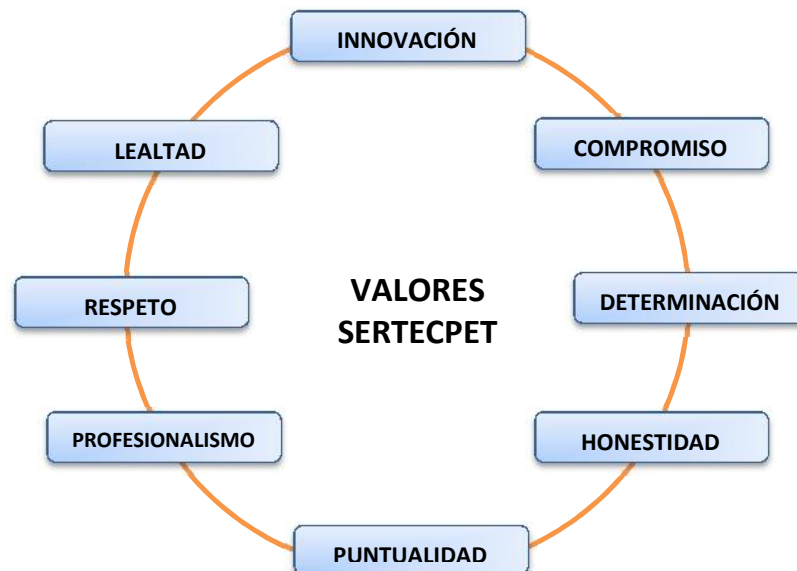 INNOVACIÓN
LEALTAD
COMPROMISO
RESPETO
VALORES
SERTECPET
DETERMINACIÓN
PROFESIONALISMO
HONESTIDAD
PUNTUALIDAD